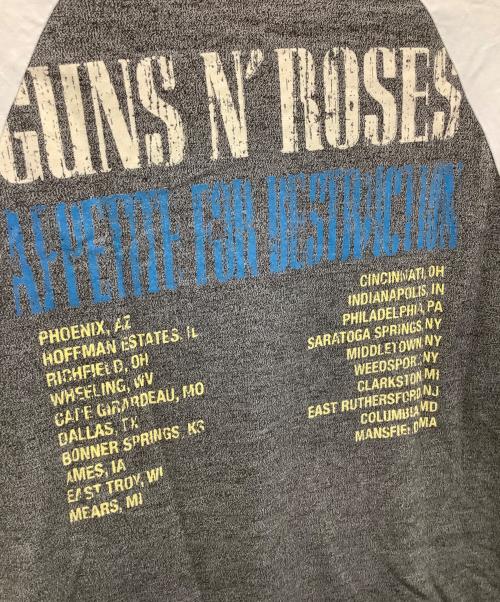 GUNS N' ROSES
APPETITE FOR DESTRUCTION
PHOENIX, AZ
HOFFMAN ESTATES, IL
RICHFIELD, OH
WHEELING, WV
CAPE GIRARDEAU, MO
DALLAS, TX
BONNER SPRINGS, KS
AMES, IA
EAST TROY, WI
MEARS, MI
CINCINNATI, OH
INDIANAPOLIS, IN
PHILADELPHIA, PA
SARATOGA SPRINGS, NY
MIDDLETOWN, NY
WEEDSPORT, NY
CLARKSTON, MI
EAST RUTHERSFORD, NJ
COLUMBIA, MD
MANSFIELD, MA